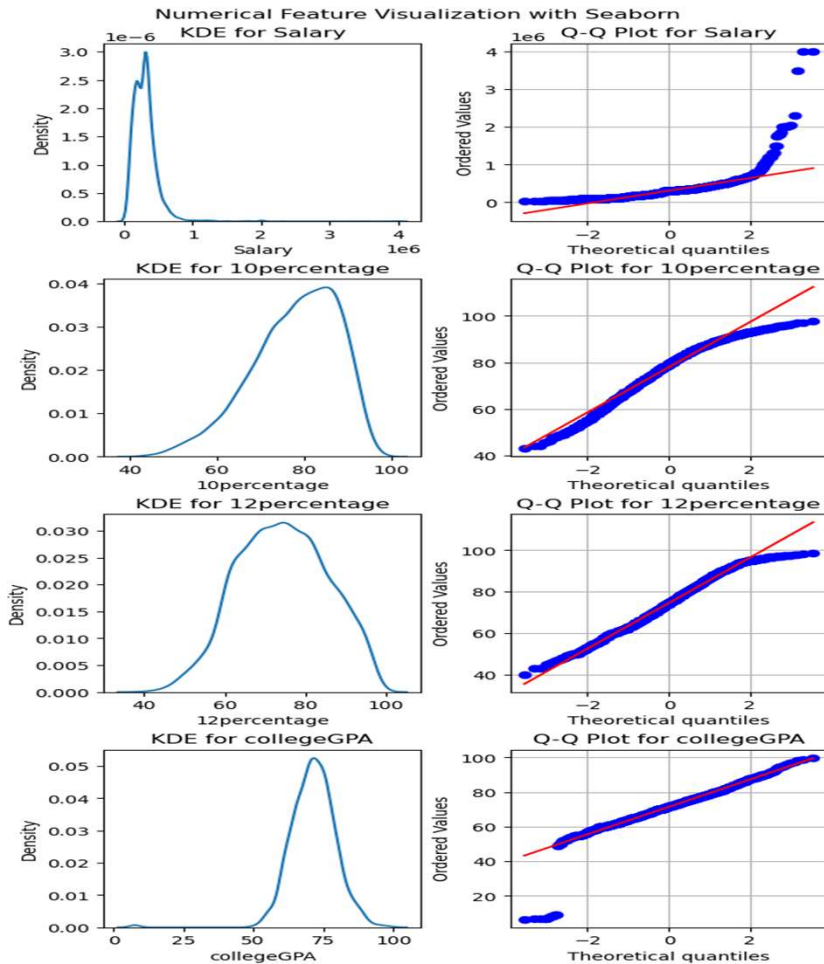 Numerical Feature Visualization with Seaborn
KDE for Salary
1e−6
3.0
2.5
2.0
1.5
1.0
0.5
0.0
Density
0 1 2 3 4
1e6
Salary
Q-Q Plot for Salary
1e6
4
3
2
1
0
Ordered Values
−2 0 2
Theoretical quantiles
KDE for 10percentage
0.04
0.03
0.02
0.01
0.00
Density
40 60 80 100
10percentage
Q-Q Plot for 10percentage
100
80
60
40
Ordered Values
−2 0 2
Theoretical quantiles
KDE for 12percentage
0.030
0.025
0.020
0.015
0.010
0.005
0.000
Density
40 60 80 100
12percentage
Q-Q Plot for 12percentage
100
80
60
40
Ordered Values
−2 0 2
Theoretical quantiles
KDE for collegeGPA
0.05
0.04
0.03
0.02
0.01
0.00
Density
0 25 50 75 100
collegeGPA
Q-Q Plot for collegeGPA
100
80
60
40
20
Ordered Values
−2 0 2
Theoretical quantiles